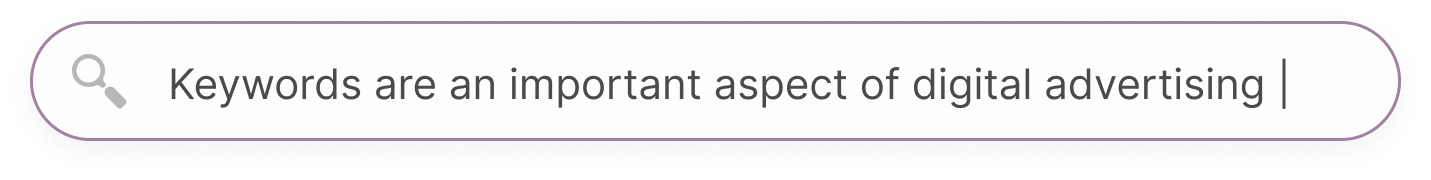 Keywords are an important aspect of digital advertising